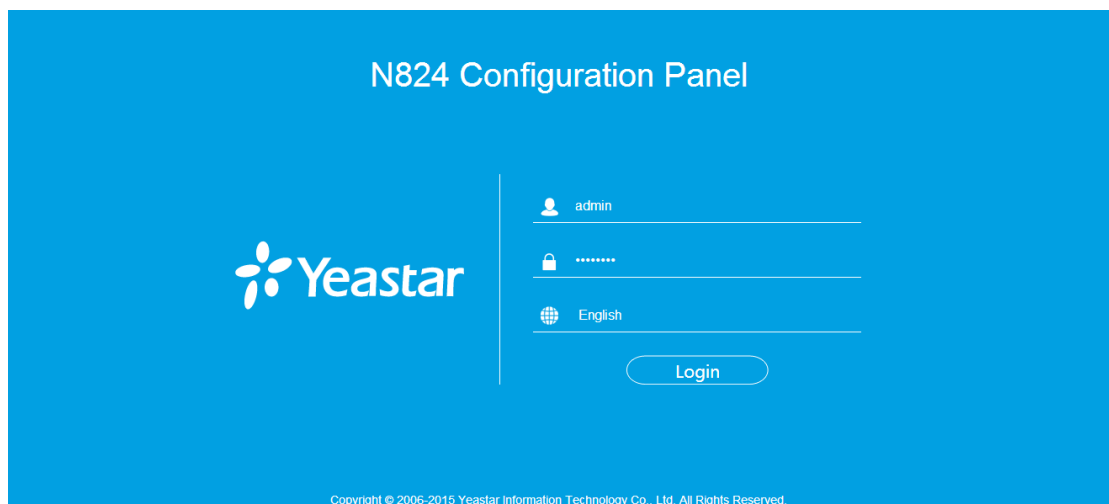 N824 Configuration Panel
admin
Yeastar
••••••••
English
Login
Copyright © 2006-2015 Yeastar Information Technology Co., Ltd. All Rights Reserved.